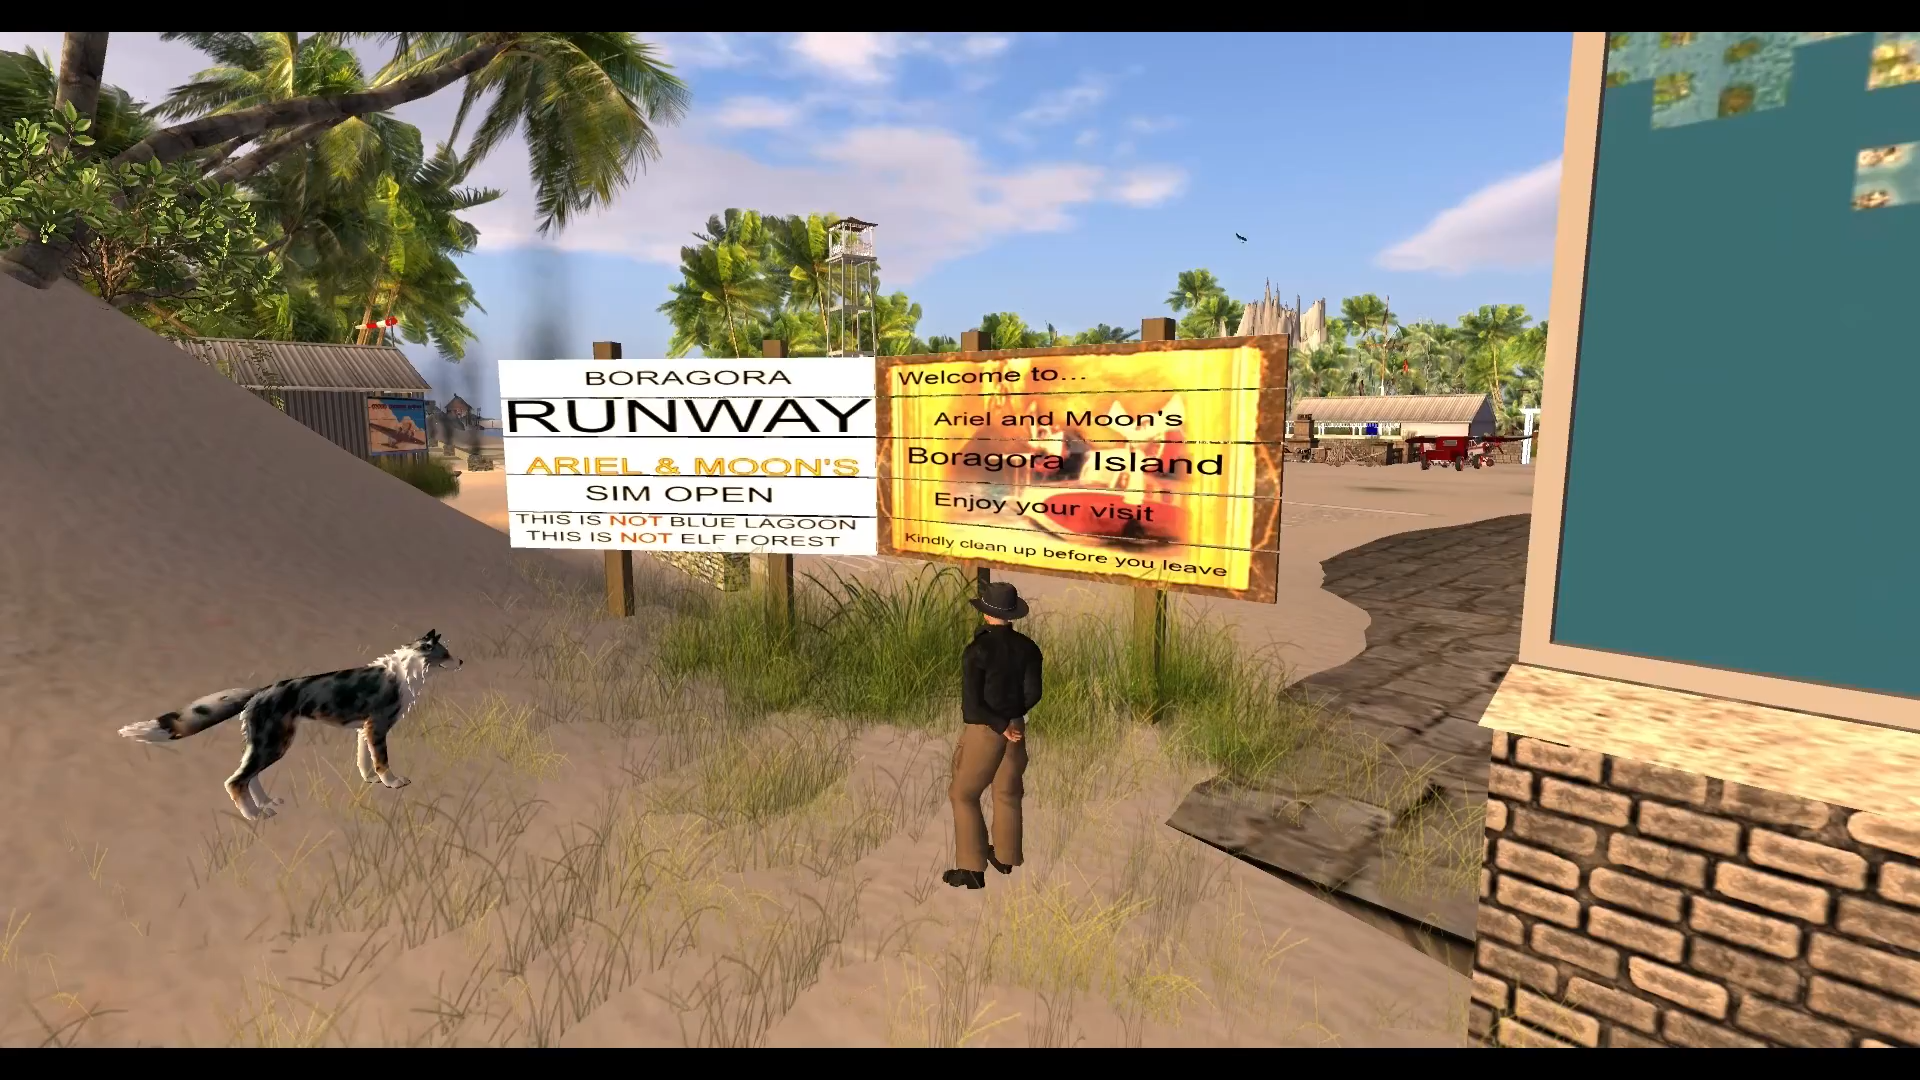 BORAGORA
RUNWAY
ARIEL & MOON'S
SIM OPEN
THIS IS NOT BLUE LAGOON
THIS IS NOT ELF FOREST
Welcome to...
Ariel and Moon's
Boragora Island
Enjoy your visit
Kindly clean up before you leave